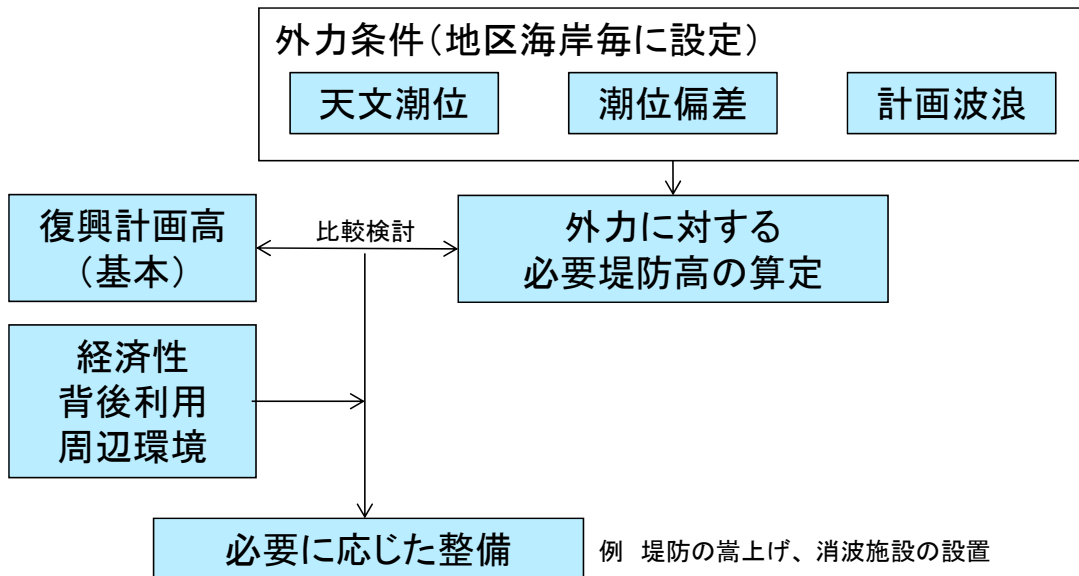 外力条件（地区海岸毎に設定）
天文潮位
潮位偏差
計画波浪
復興計画高
（基本）
比較検討
外力に対する
必要堤防高の算定
経済性
背後利用
周辺環境
必要に応じた整備
例 堤防の嵩上げ、消波施設の設置